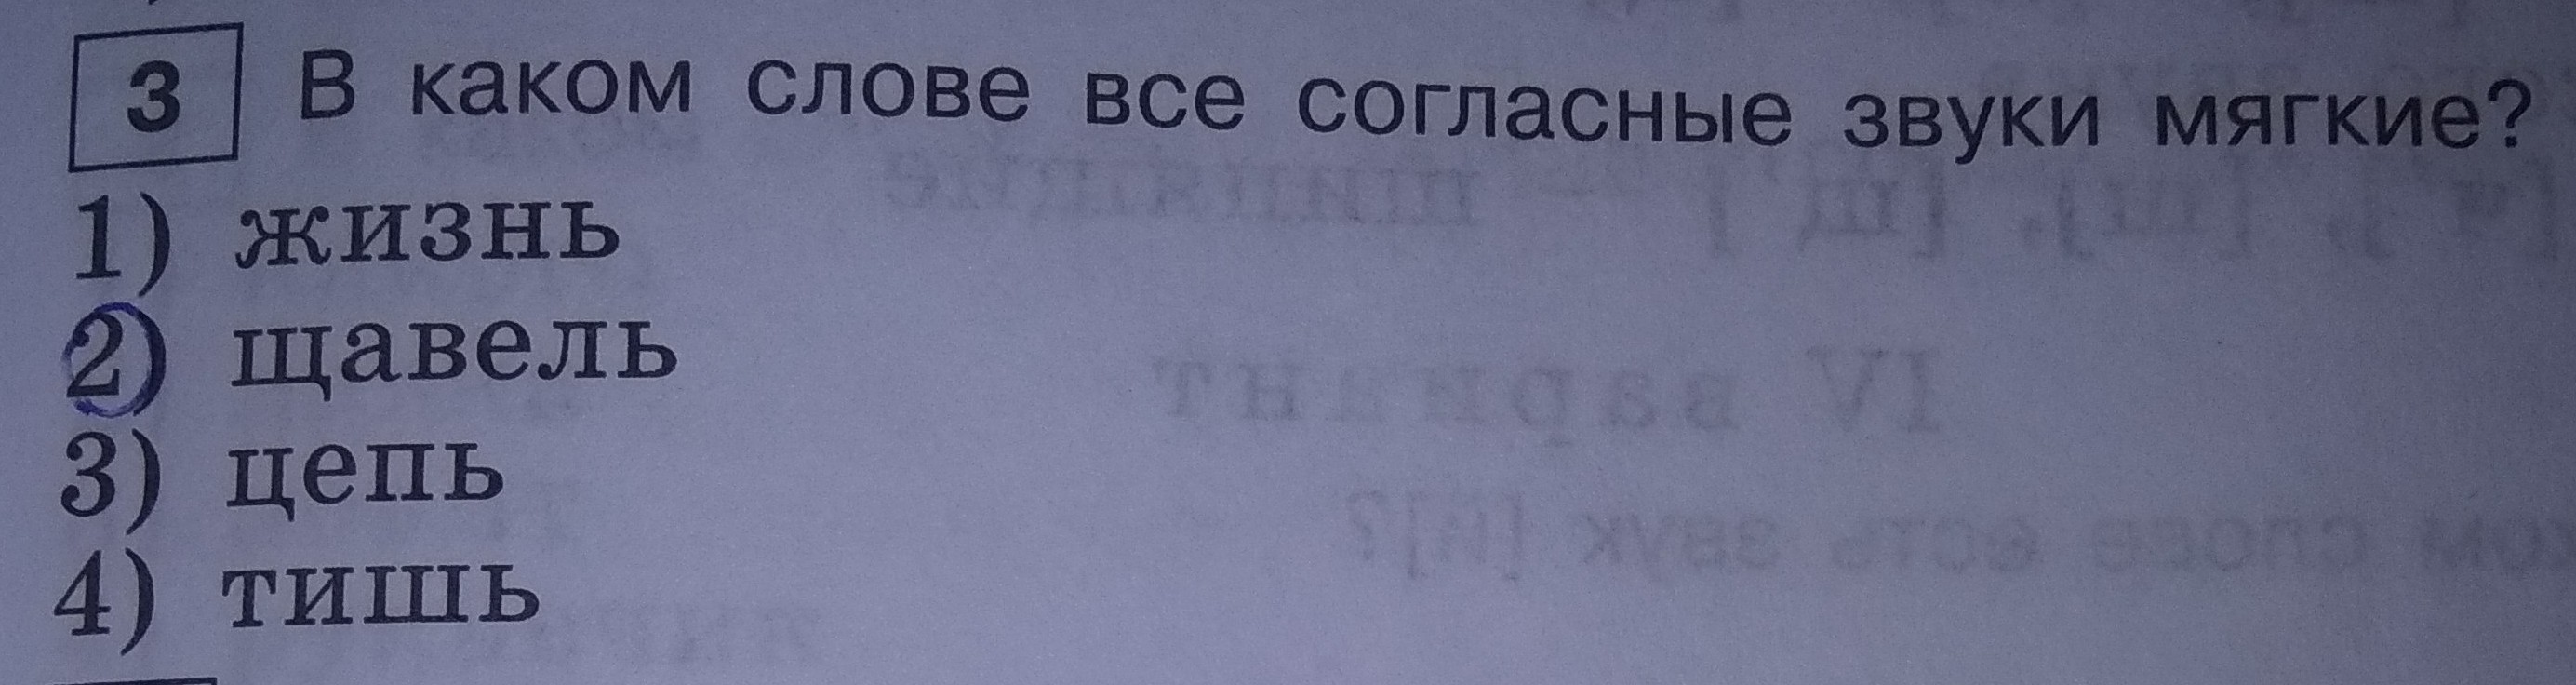 3 В каком слове все согласные звуки мягкие?
1) жизнь
2) щавель
3) цепь
4) тишь